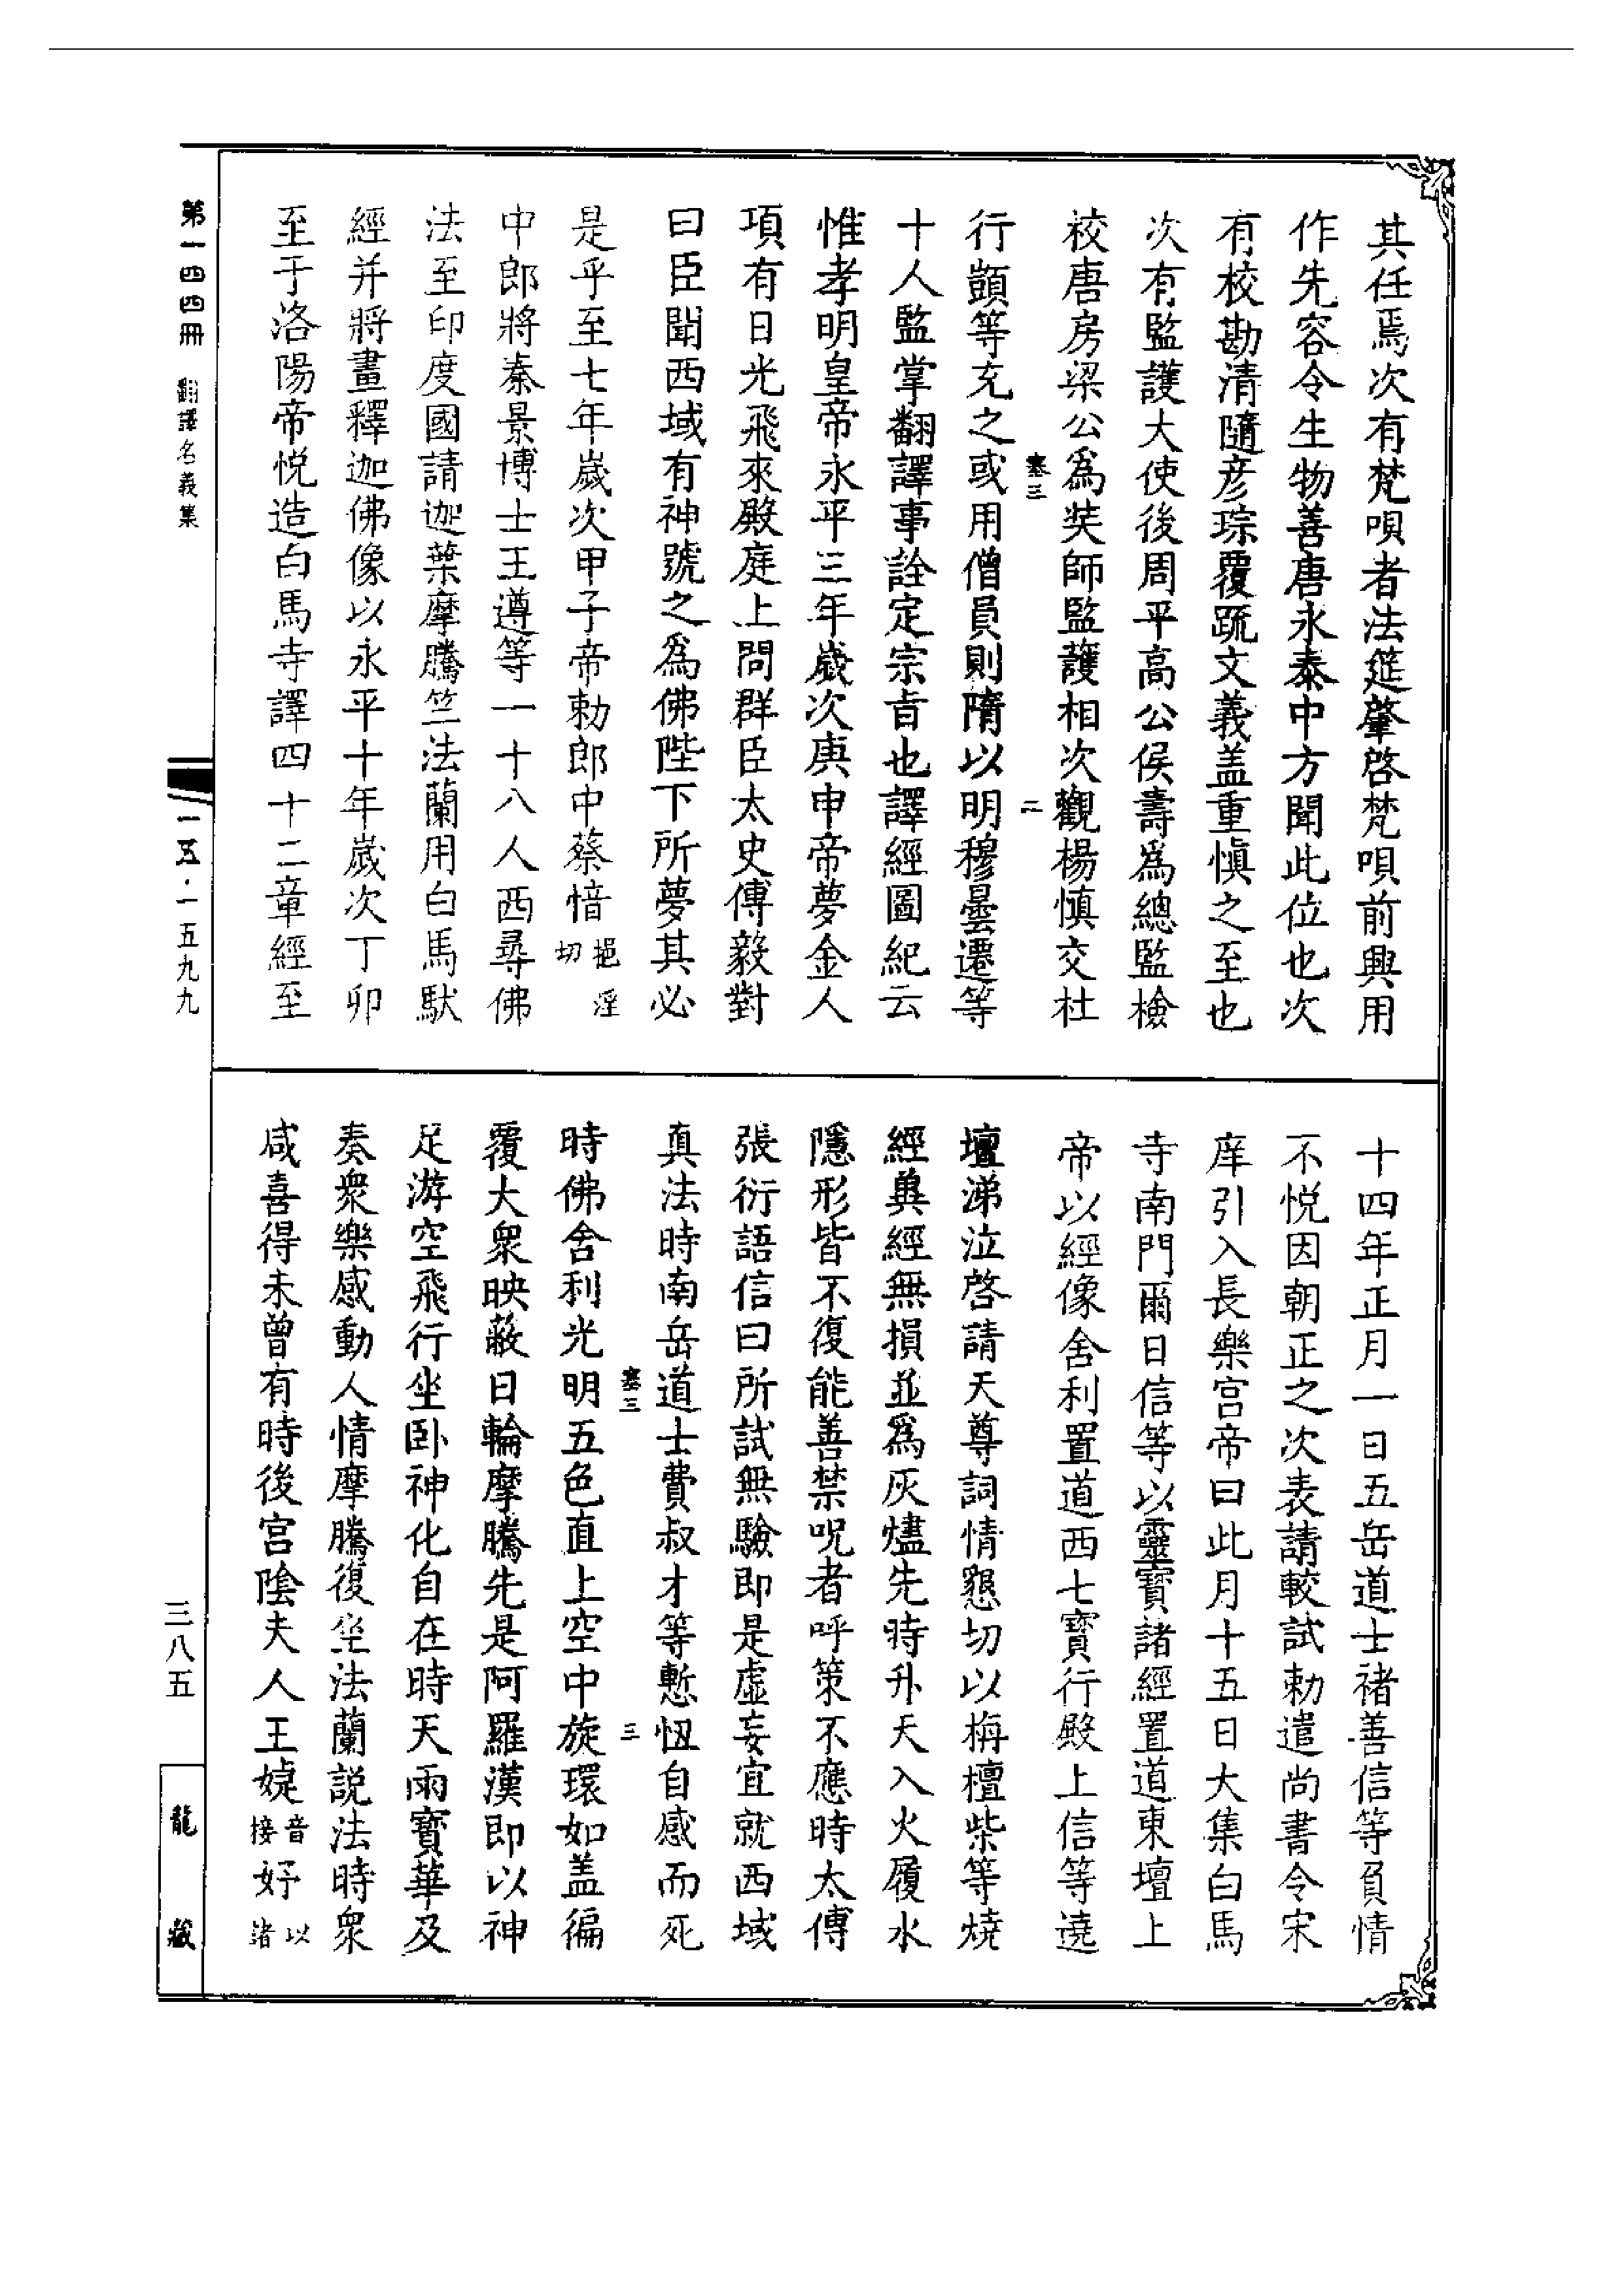 其任焉次有梵唄者法筵肇啓梵唄前興用
作先容令生物善唐永泰中方聞此位也次
有校勘清隨彦琮覆䟽文義盖重慎之至也
次有監護大使後周平高公侯壽爲總監檢
校唐房梁公爲奘師監護相次觀楊慎交杜
塞三
二
行顗等充之或用僧員則隋以明穆曇遷等
十人監掌翻譯事詮定宗旨也譯經圖紀云
惟孝明皇帝永平三年歲次庚申帝夢金人
項有日光飛來殿庭上問群臣太史傅毅對
曰臣聞西域有神號之爲佛陛下所夢其必
是乎至七年歲次甲子帝勅郎中蔡愔挹淫切
中郎將秦景博士王遵等一十八人西尋佛
法至印度國請迦葉摩騰竺法蘭用白馬馱
經并將畫釋迦佛像以永平十年歲次丁卯
至于洛陽帝悅造白馬寺譯四十二章經至
十四年正月一日五岳道士褚善信等負情
不悅因朝正之次表請較試勅遣尚書令宋
庠引入長樂宫帝曰此月十五日大集白馬
寺南門爾日信等以靈寶諸經置道東壇上
帝以經像舍利置道西七寶行殿上信等遶
壇涕泣啓請天尊詞情懇切以栴檀柴等燒
經冀經無損並爲灰燼先時升天入火履水
隱形皆不復能善禁呪者呼策不應時太傅
張衍語信曰所試無驗即是虛妄宜就西域
真法時南岳道士費叔才等慙忸自感而死
塞三
三
時佛舍利光明五色直上空中旋環如盖徧
覆大衆映蔽日輪摩騰先是阿羅漢即以神
足游空飛行坐卧神化自在時天雨寶華及
奏衆樂感動人情摩騰復坐法蘭説法時衆
咸喜得未曾有時後宫陰夫人王婕音接妤以諸
第一四四冊　翻譯名義集
一五·一五九九
三八五
龍藏